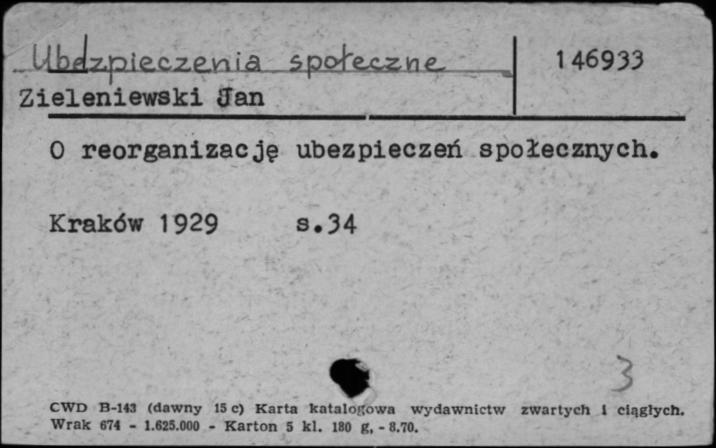 Ubezpieczenia społeczne 146933
Zieleniewski Jan
O reorganizację ubezpieczeń społecznych.
Kraków 1929 s.34
3
CWD B-143 (dawny 15 c) Karta katalogowa wydawnictw zwartych i ciągłych.
Wrak 674 - 1.625.000 - Karton 5 kl. 180 g, - 8.70.